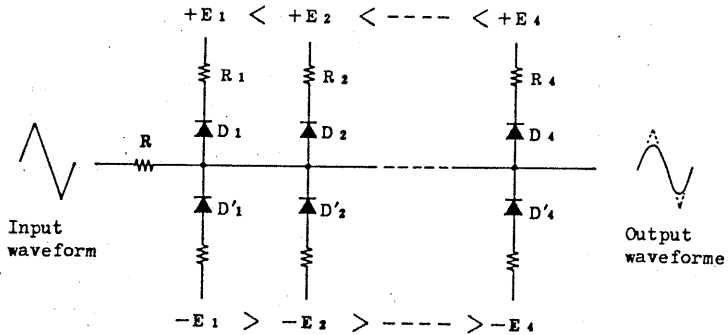 +E1 < +E2 < ---- < +E4
R1 R2 R4
D1 D2 D4
R
D'1 D'2 D'4
Input
waveform
Output
waveforme
-E1 > -E2 > ---- > -E4